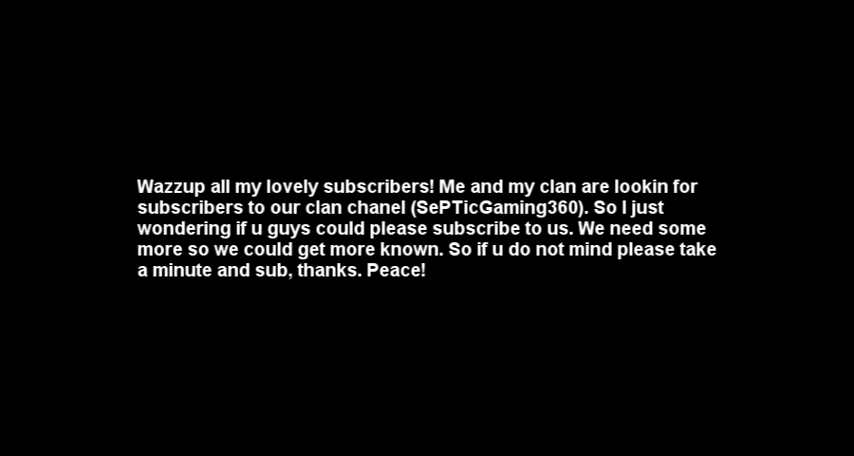 Wazzup all my lovely subscribers! Me and my clan are lookin for
subscribers to our clan chanel (SePTicGaming360). So I just
wondering if u guys could please subscribe to us. We need some
more so we could get more known. So if u do not mind please take
a minute and sub, thanks. Peace!